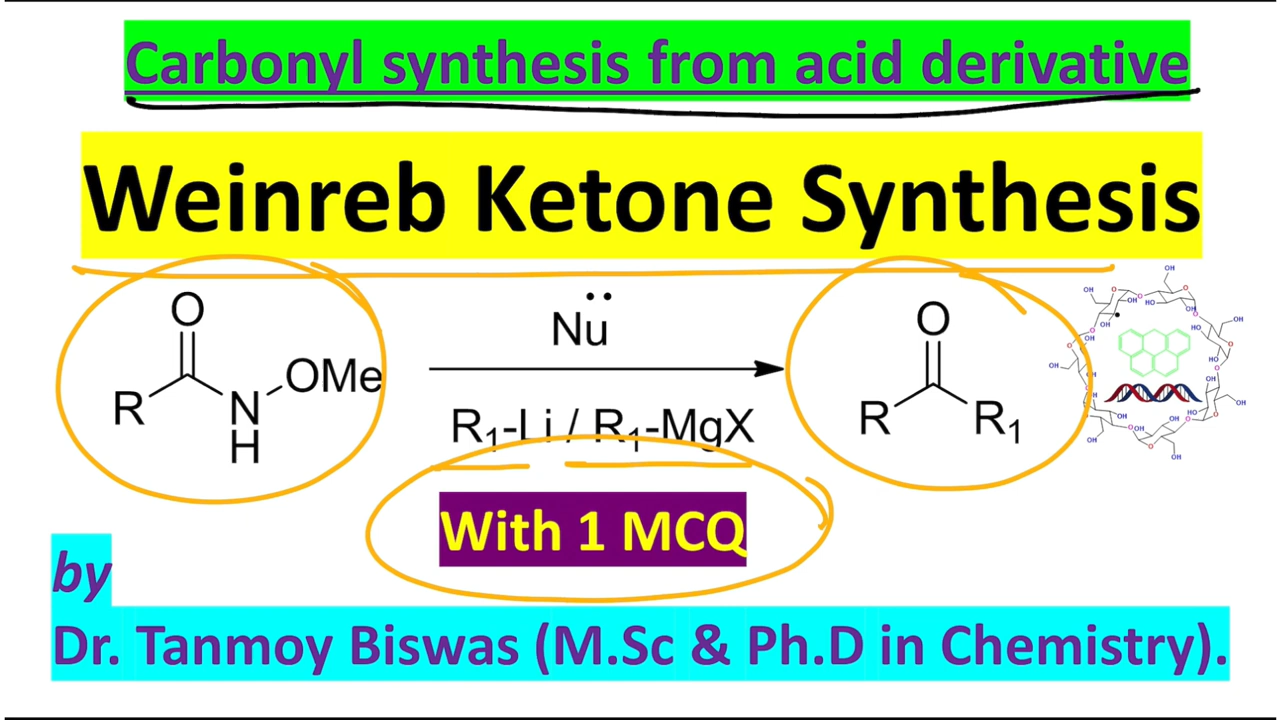 Carbonyl synthesis from acid derivative
Weinreb Ketone Synthesis
O
R
N
H
OMe
Nu
R₁-Li / R₁-MgX
O
R
R₁
With 1 MCQ
by
Dr. Tanmoy Biswas (M.Sc & Ph.D in Chemistry).